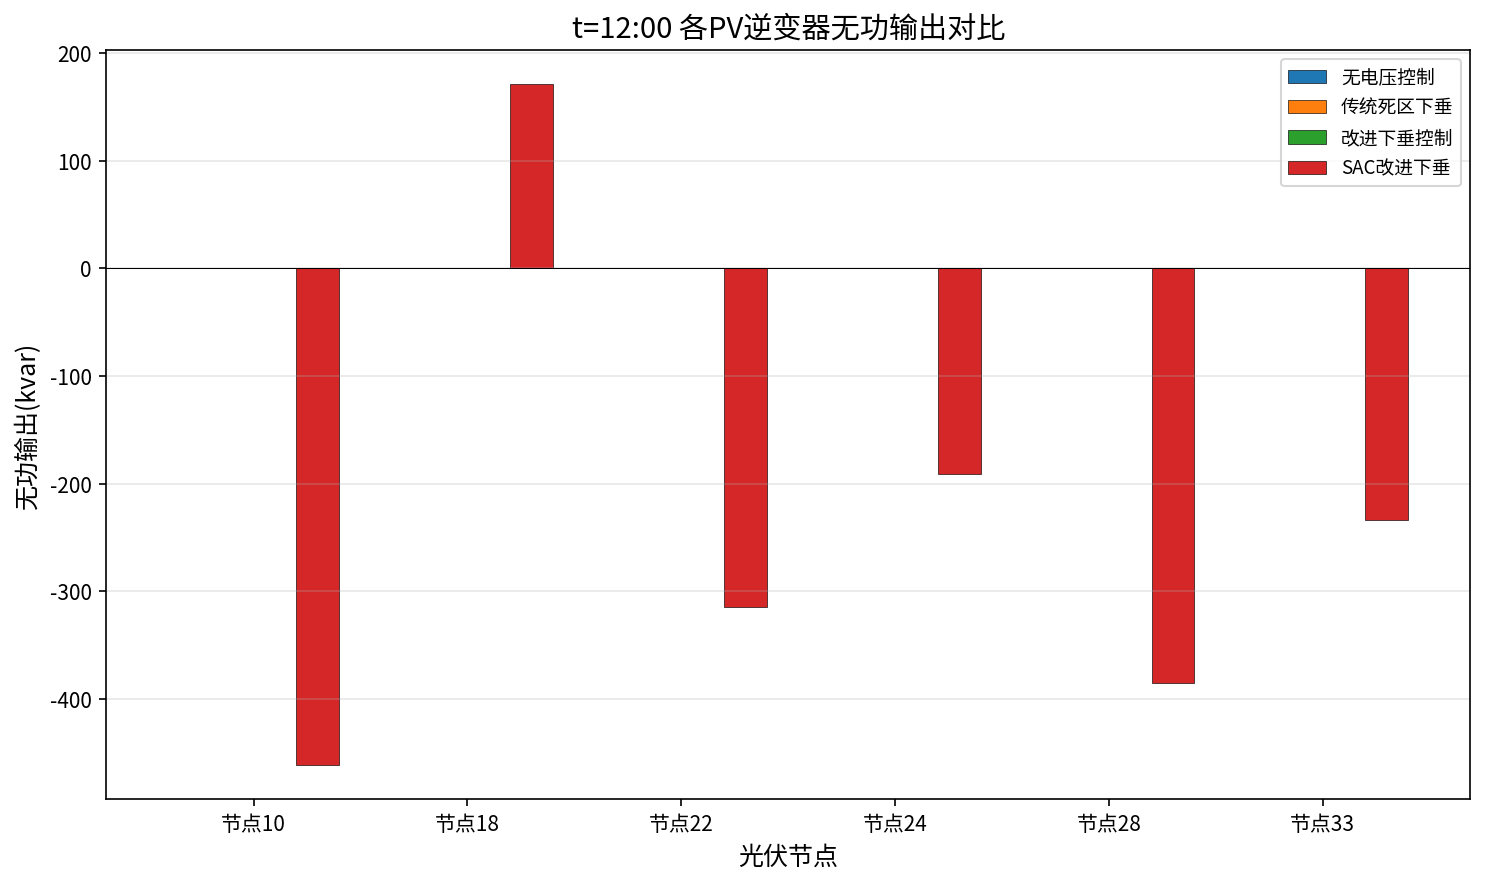 t=12:00 各PV逆变器无功输出对比
无电压控制
传统死区下垂
改进下垂控制
SAC改进下垂
无功输出(kvar)
200
100
0
-100
-200
-300
-400
节点10
节点18
节点22
节点24
节点28
节点33
光伏节点